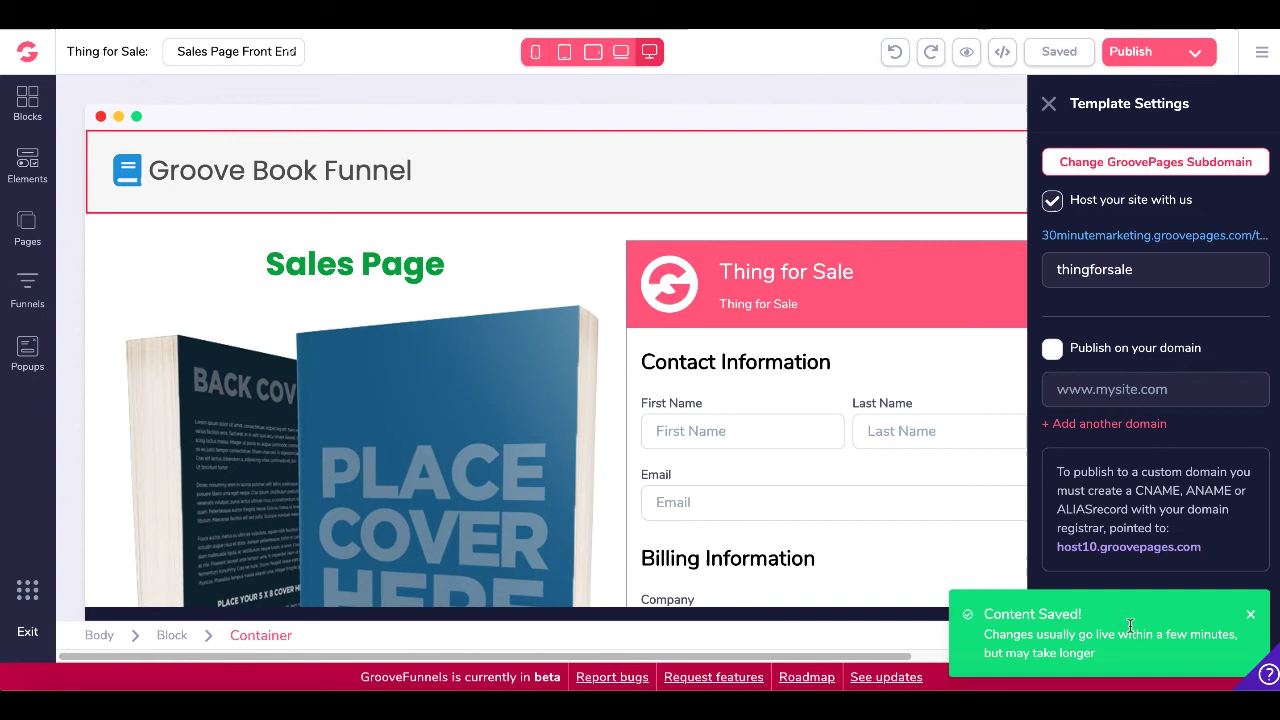 Thing for Sale:
Sales Page Front End
Saved
Publish
Blocks
Elements
Pages
Funnels
Popups
Exit
Groove Book Funnel
Sales Page
BACK COV
PLACE YOUR 5 X 8 COVER H
PLACE
COVER
HERE
Thing for Sale
Thing for Sale
Contact Information
First Name
Last Name
First Name
Last Name
Email
Email
Billing Information
Company
Template Settings
Change GroovePages Subdomain
Host your site with us
30minutemarketing.groovepages.com/t...
thingforsale
Publish on your domain
www.mysite.com
+ Add another domain
To publish to a custom domain you
must create a CNAME, ANAME or
ALIASrecord with your domain
registrar, pointed to:
host10.groovepages.com
Content Saved!
Changes usually go live within a few minutes,
but may take longer
Body
Block
Container
GrooveFunnels is currently in beta
Report bugs
Request features
Roadmap
See updates